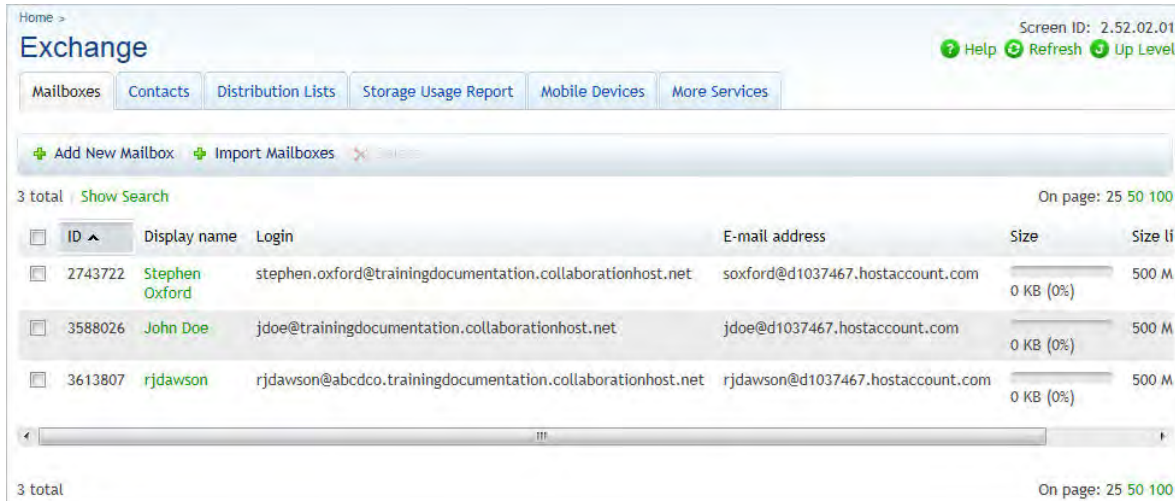 Home >
Screen ID: 2.52.02.01
Exchange
Help Refresh Up Level
Mailboxes Contacts Distribution Lists Storage Usage Report Mobile Devices More Services
Add New Mailbox Import Mailboxes
3 total Show Search On page: 25 50 100
ID Display name Login E-mail address Size Size li
2743722 Stephen Oxford stephen.oxford@trainingdocumentation.collaborationhost.net soxford@d1037467.hostaccount.com 0 KB (0%) 500 M
3588026 John Doe jdoe@trainingdocumentation.collaborationhost.net jdoe@d1037467.hostaccount.com 0 KB (0%) 500 M
3613807 rjdawson rjdawson@abcdco.trainingdocumentation.collaborationhost.net rjdawson@d1037467.hostaccount.com 0 KB (0%) 500 M
3 total On page: 25 50 100